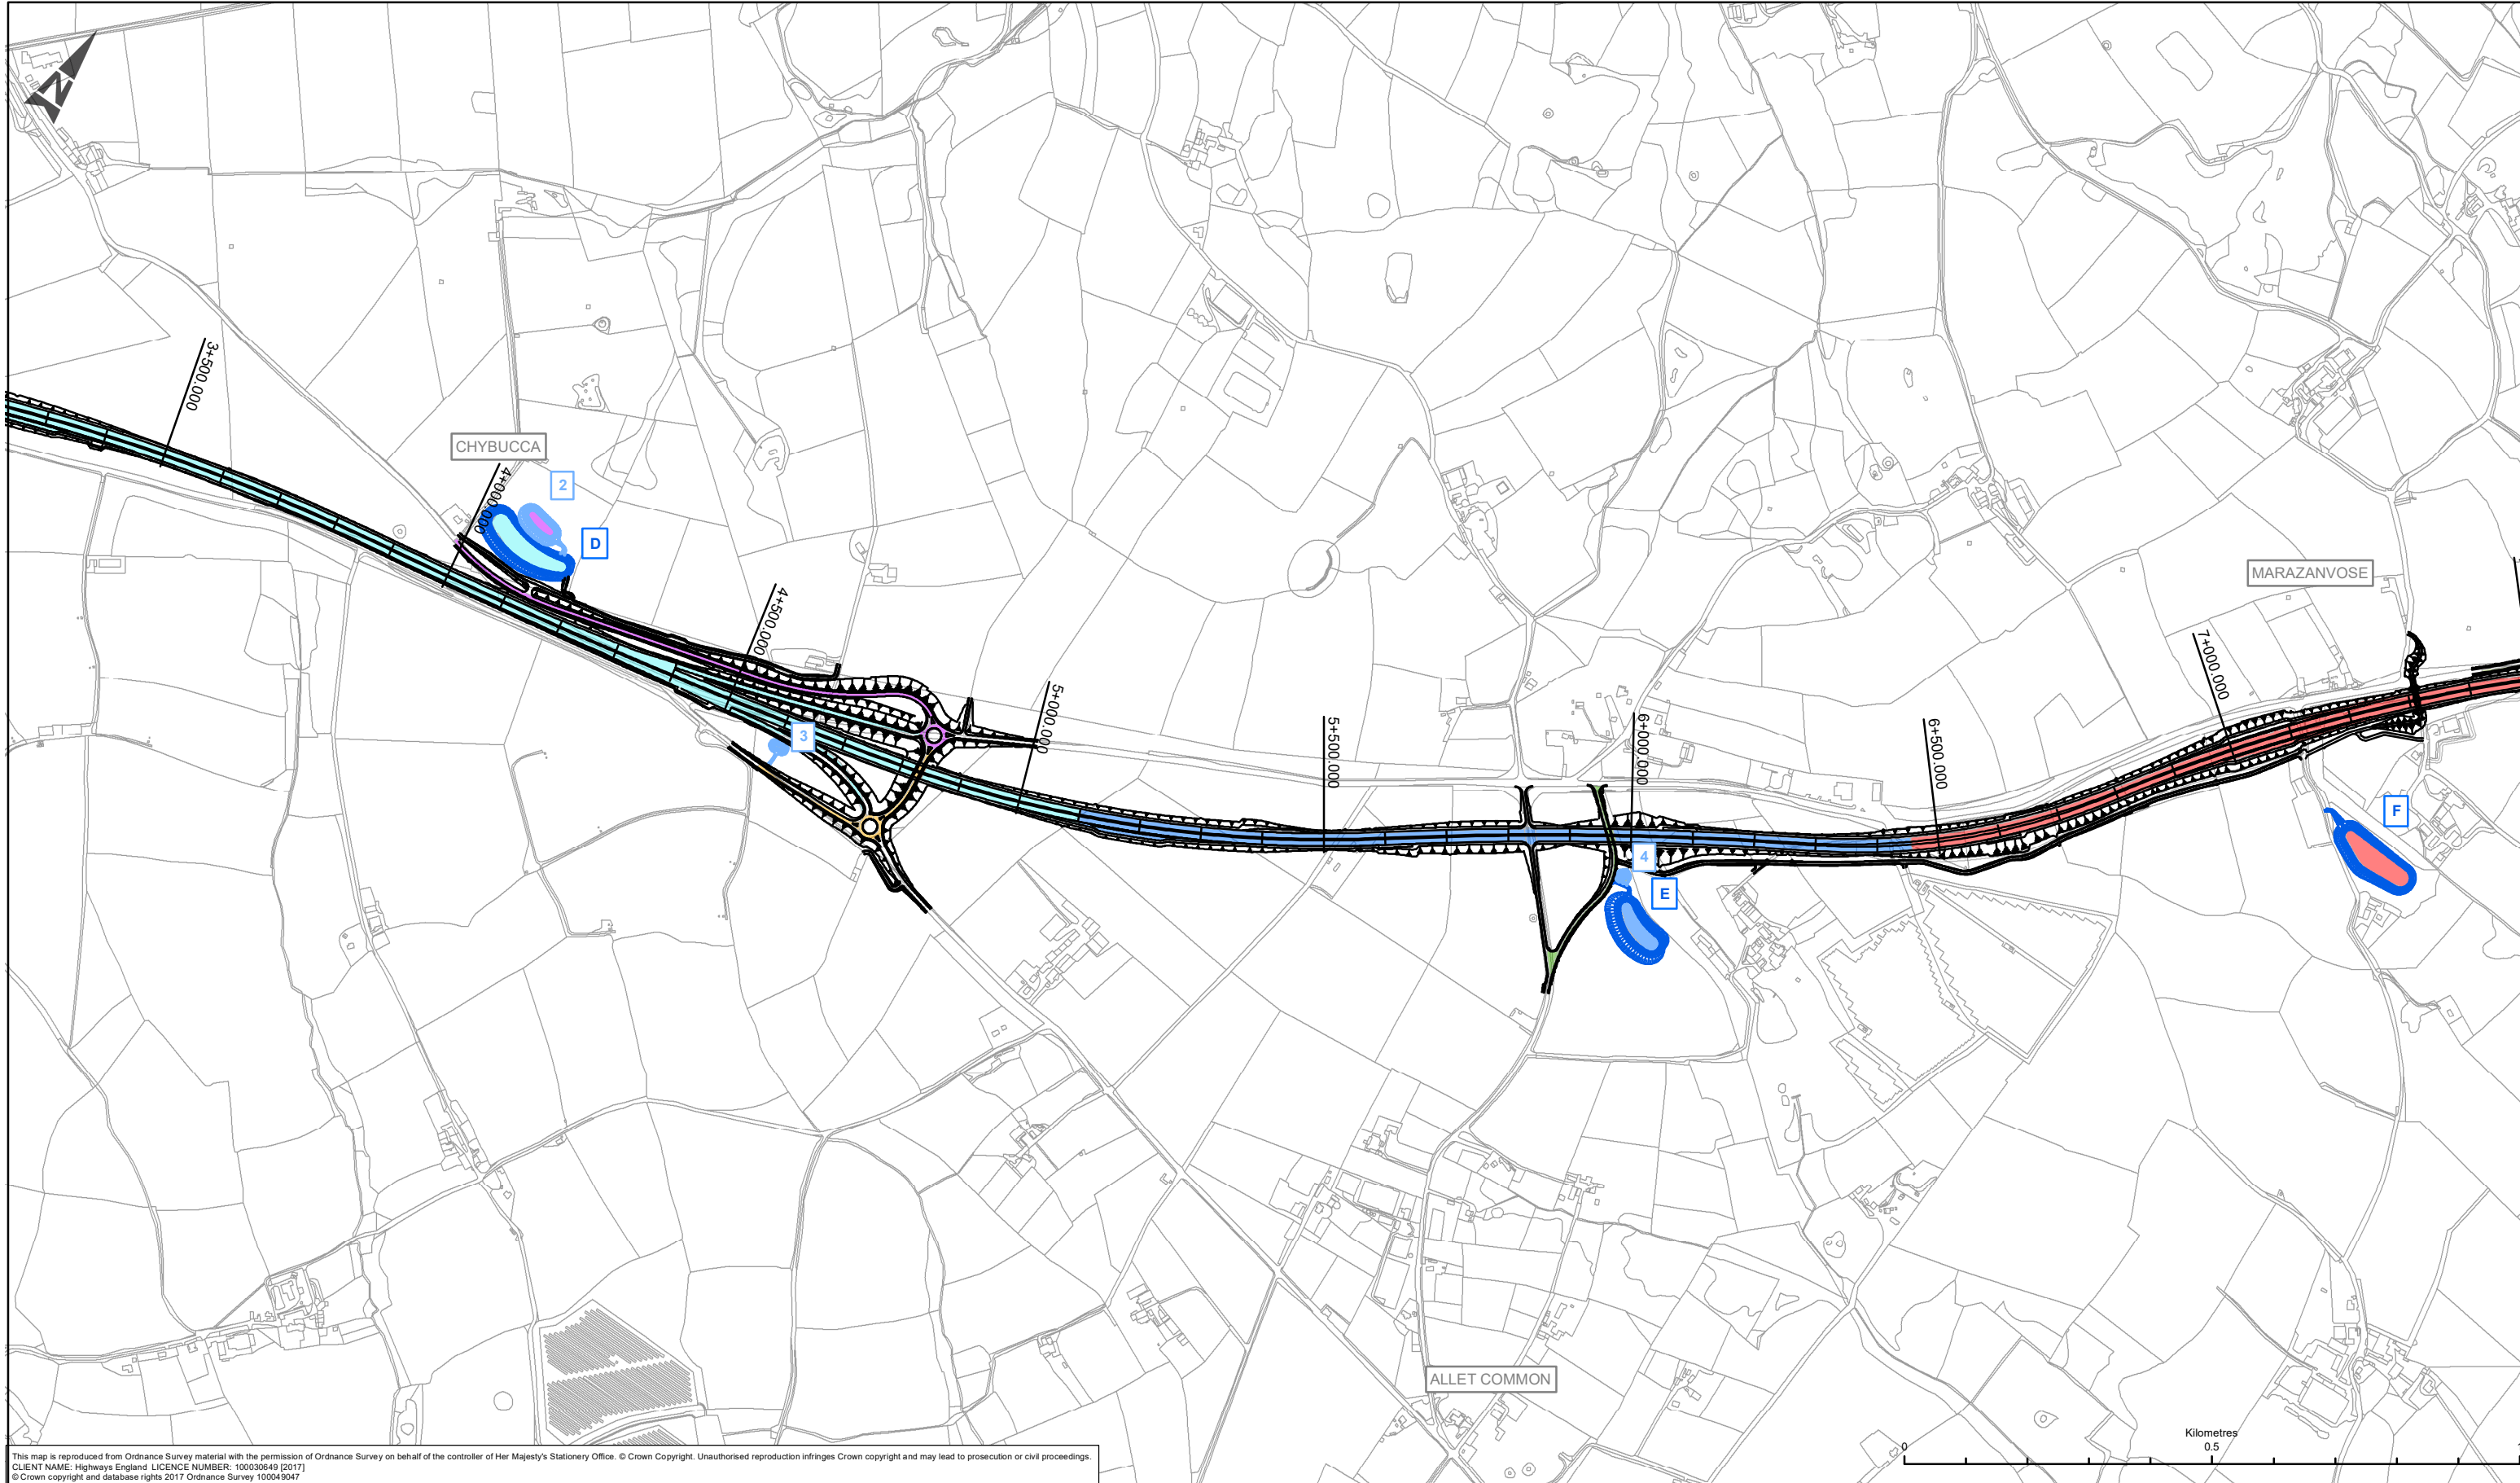 N
3+500.000
CHYBUCCA
4+000.000
2
D
4+500.000
3
5+000.000
5+500.000
6+000.000
4
E
6+500.000
7+000.000
MARAZANVOSE
F
ALLET COMMON
Kilometres
0
0.5
This map is reproduced from Ordnance Survey material with the permission of Ordnance Survey on behalf of the controller of Her Majesty's Stationery Office. © Crown Copyright. Unauthorised reproduction infringes Crown copyright and may lead to prosecution or civil proceedings.
CLIENT NAME: Highways England LICENCE NUMBER: 100030649 [2017]
© Crown copyright and database rights 2017 Ordnance Survey 100049047